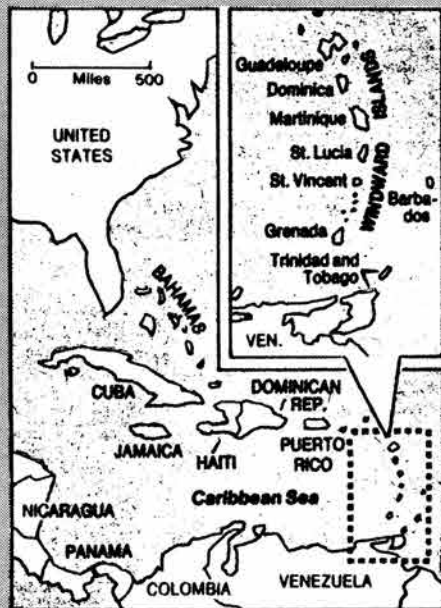 0 500
Miles
UNITED
STATES
BAHAMAS
CUBA
JAMAICA
HAITI
DOMINICAN
REP.
PUERTO
RICO
Caribbean Sea
NICARAGUA
PANAMA
COLOMBIA
VENEZUELA
Guadeloupe
Dominica
Martinique
St. Lucia
St. Vincent
Grenada
Trinidad and
Tobago
WINDWARD ISLANDS
Barba-
dos
VEN.